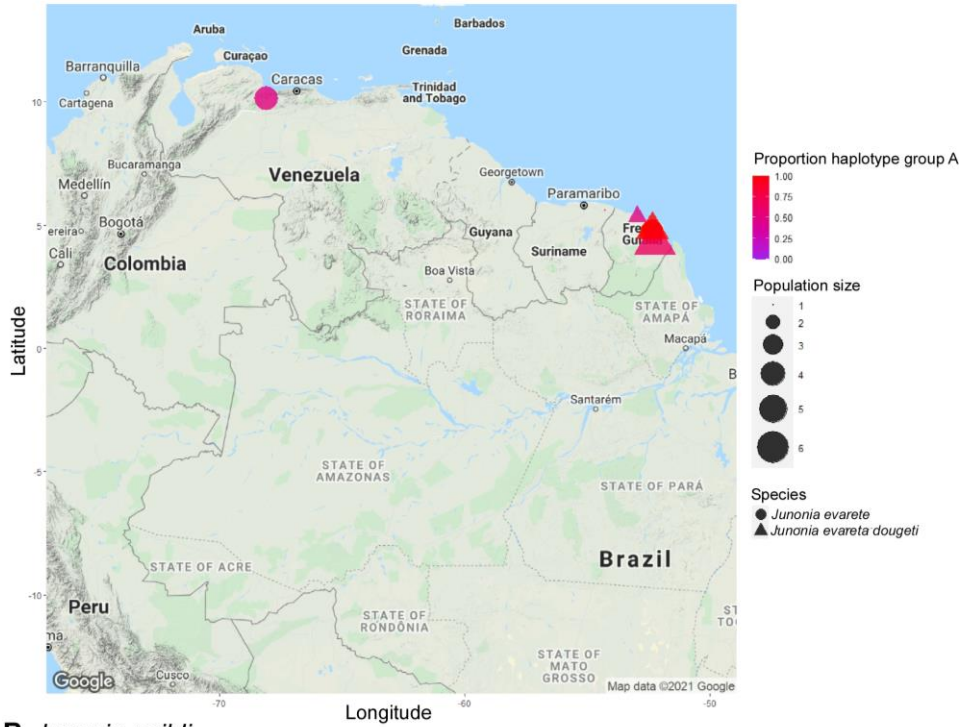 Aruba
Barbados
Curaçao
Grenada
Barranquilla
Caracas
Cartagena
Trinidad
and Tobago
10
Bucaramanga
Venezuela
Georgetown
Medellín
Paramaribo
5
ereira
Bogotá
Guyana
Cali
Colombia
Suriname
Boa Vista
STATE OF
RORAIMA
STATE OF
AMAPÁ
Macapá
0
B
Santarém
STATE OF
AMAZONAS
-5
STATE OF PARÁ
Brazil
STATE OF ACRE
-10
Peru
STATE OF
RONDÔNIA
ST
TO
ma
STATE OF
MATO
GROSSO
Cusco
Google
Map data ©2021 Google
-70
-60
-50
Latitude
Longitude
Proportion haplotype group A
1.00
0.75
0.50
0.25
0.00
Population size
1
2
3
4
5
6
Species
Junonia evarete
Junonia evareta dougeti